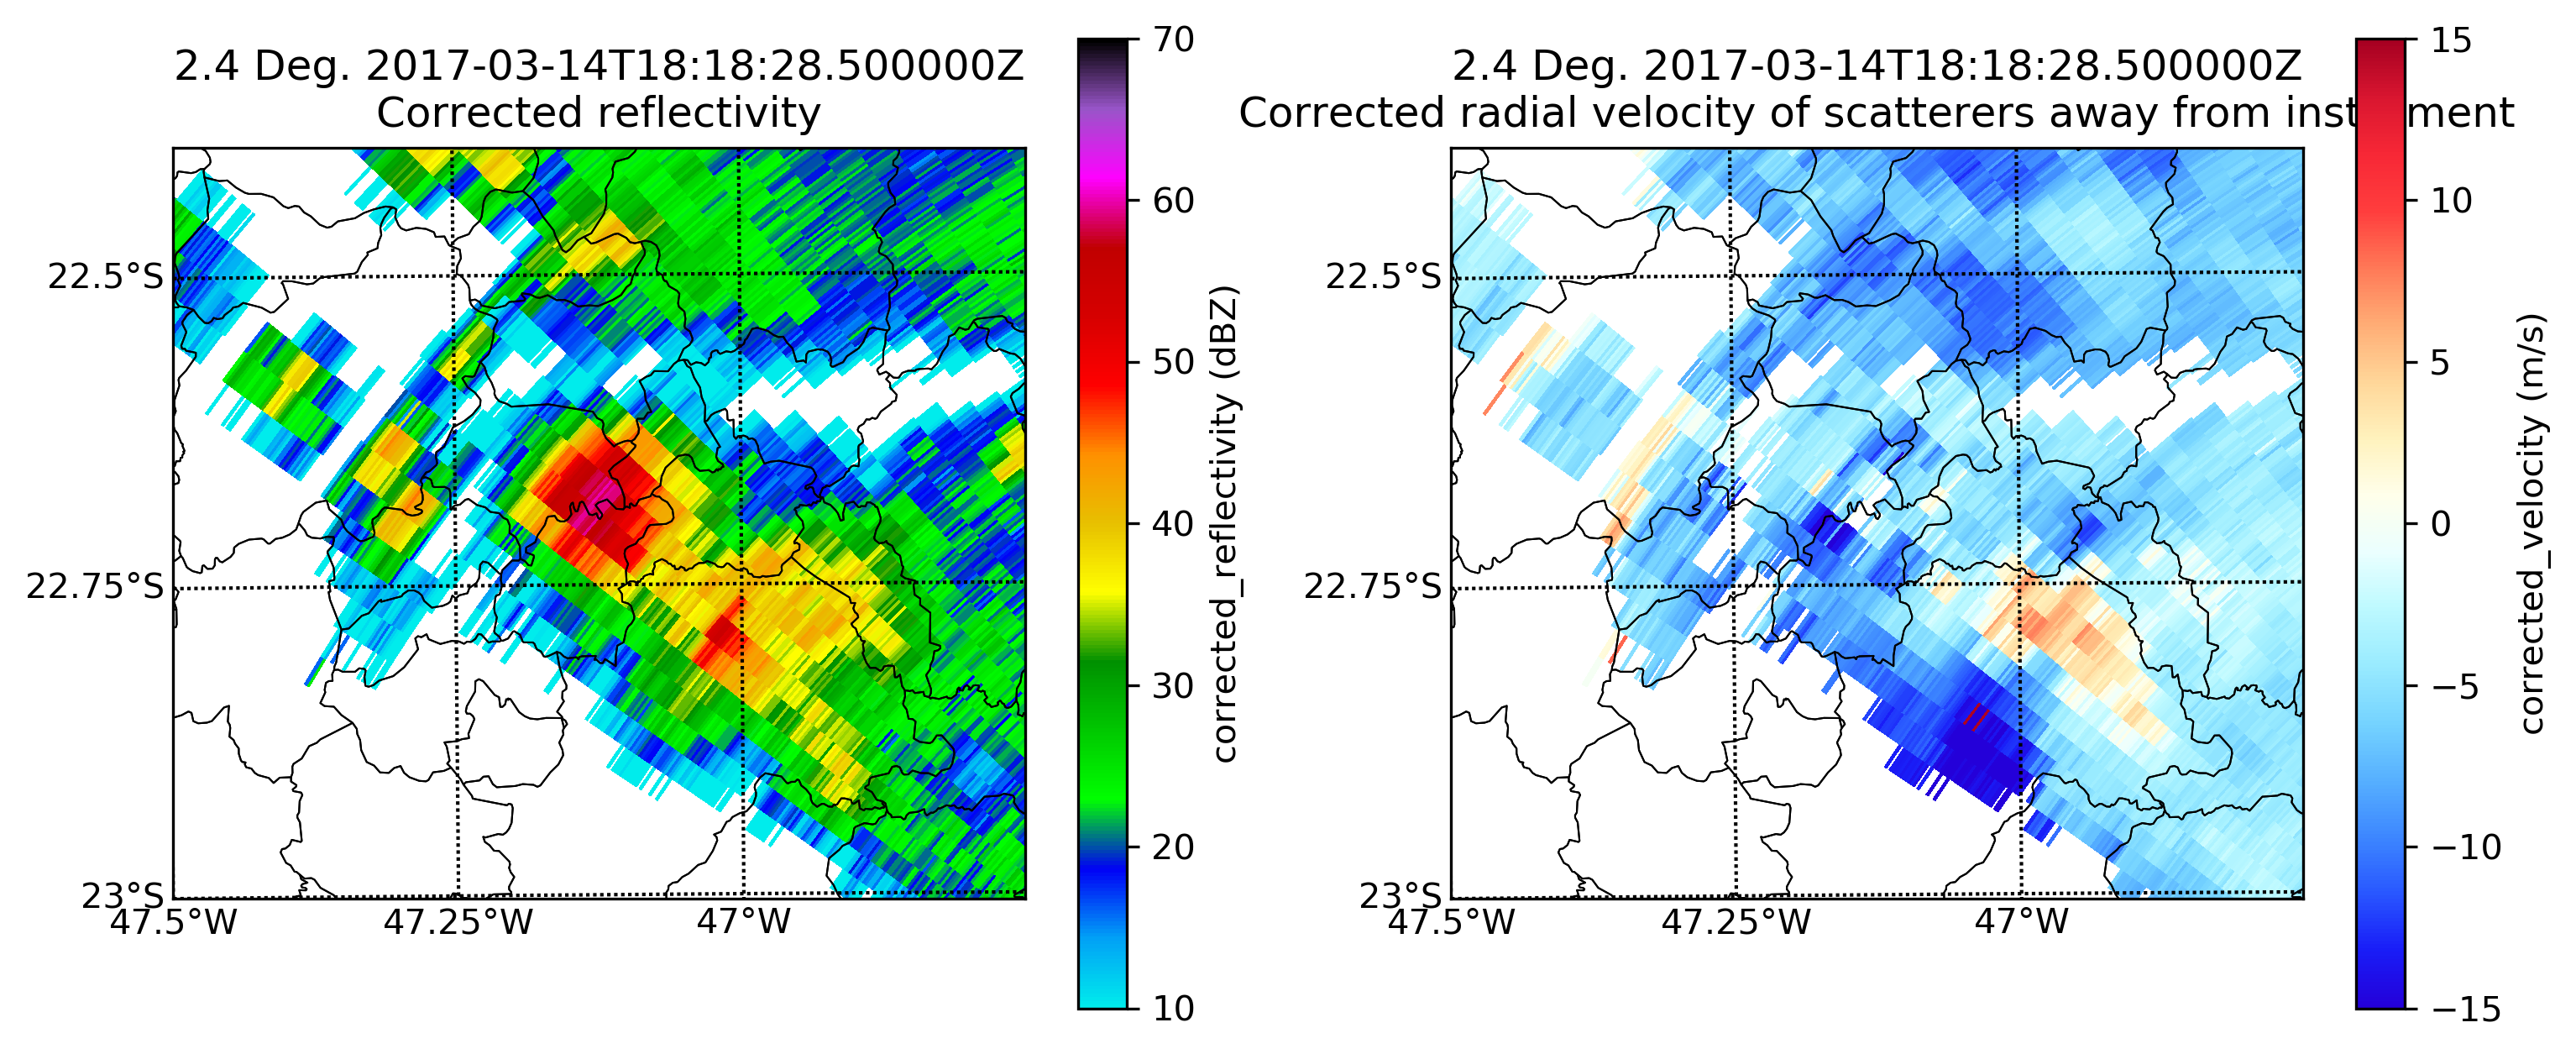 2.4 Deg. 2017-03-14T18:18:28.500000Z
Corrected reflectivity
22.5°S
22.75°S
23°S
47.5°W
47.25°W
47°W
70
60
50
40
30
20
10
corrected_reflectivity (dBZ)
2.4 Deg. 2017-03-14T18:18:28.500000Z
Corrected radial velocity of scatterers away from inst ment
22.5°S
22.75°S
23°S
47.5°W
47.25°W
47°W
15
10
5
0
−5
−10
−15
corrected_velocity (m/s)